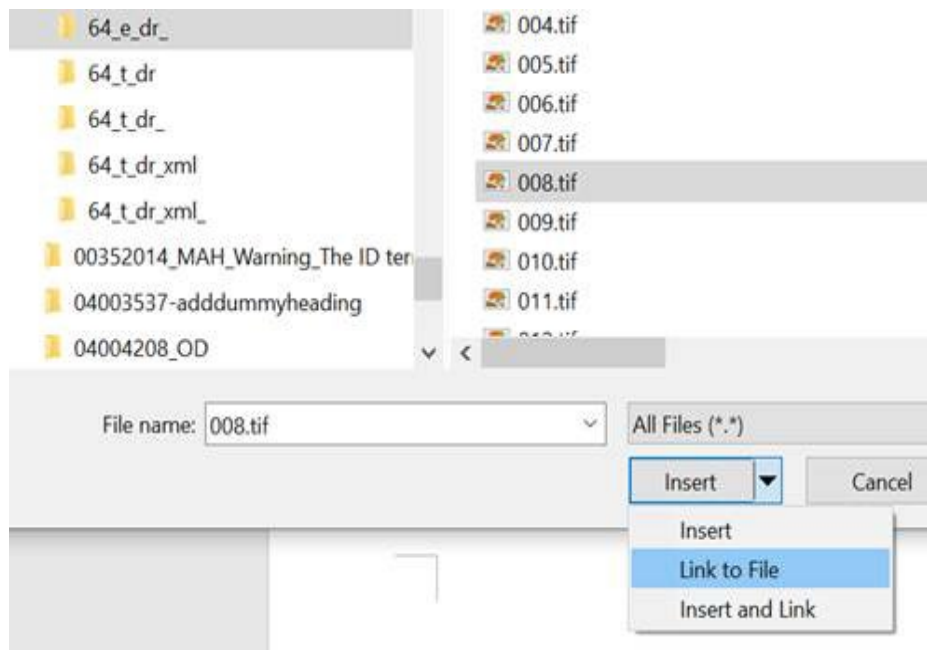 64_e_dr_
64_t_dr
64_t_dr_
64_t_dr_xml
64_t_dr_xml_
00352014_MAH_Warning_The ID ter
04003537-adddummyheading
04004208_OD
004.tif
005.tif
006.tif
007.tif
008.tif
009.tif
010.tif
011.tif
File name: 008.tif
All Files (*.*)
Insert
Cancel
Insert
Link to File
Insert and Link